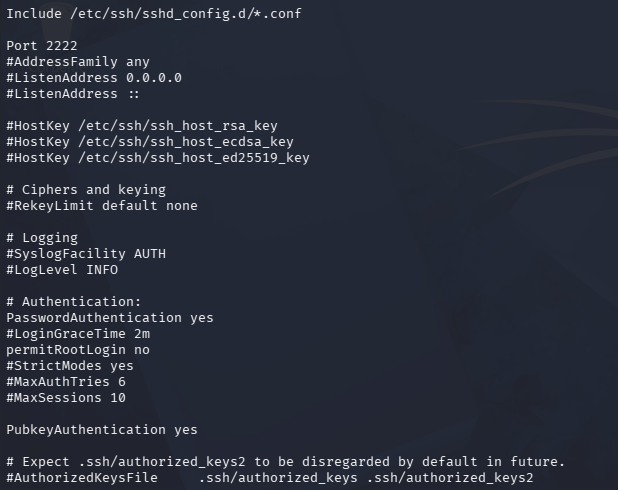 Include /etc/ssh/sshd_config.d/*.conf
Port 2222
#AddressFamily any
#ListenAddress 0.0.0.0
#ListenAddress ::
#HostKey /etc/ssh/ssh_host_rsa_key
#HostKey /etc/ssh/ssh_host_ecdsa_key
#HostKey /etc/ssh/ssh_host_ed25519_key
# Ciphers and keying
#RekeyLimit default none
# Logging
#SyslogFacility AUTH
#LogLevel INFO
# Authentication:
PasswordAuthentication yes
#LoginGraceTime 2m
permitRootLogin no
#StrictModes yes
#MaxAuthTries 6
#MaxSessions 10
PubkeyAuthentication yes
# Expect .ssh/authorized_keys2 to be disregarded by default in future.
#AuthorizedKeysFile     .ssh/authorized_keys .ssh/authorized_keys2